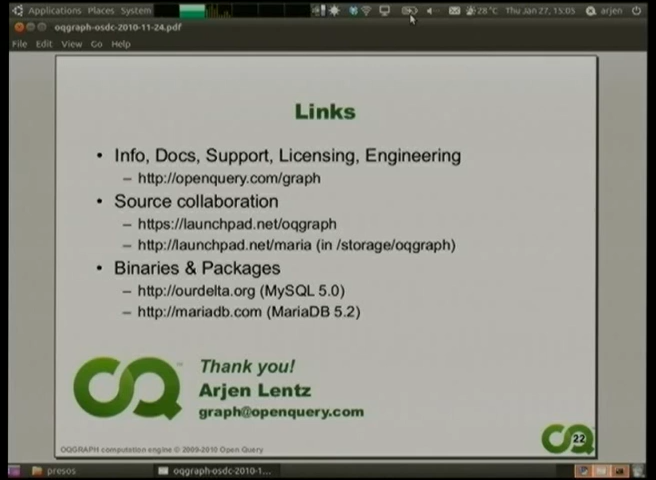 Applications Places System
28°C Thu Jan 27, 15:05 arjen
oqgraph-osdc-2010-11-24.pdf
File Edit View Go Help
Links
• Info, Docs, Support, Licensing, Engineering
– http://openquery.com/graph
• Source collaboration
– https://launchpad.net/oqgraph
– http://launchpad.net/maria (in /storage/oqgraph)
• Binaries & Packages
– http://ourdelta.org (MySQL 5.0)
– http://mariadb.com (MariaDB 5.2)
Thank you!
Arjen Lentz
graph@openquery.com
22
OQGRAPH computation engine © 2009-2010 Open Query
presos
oqgraph-osdc-2010-1...